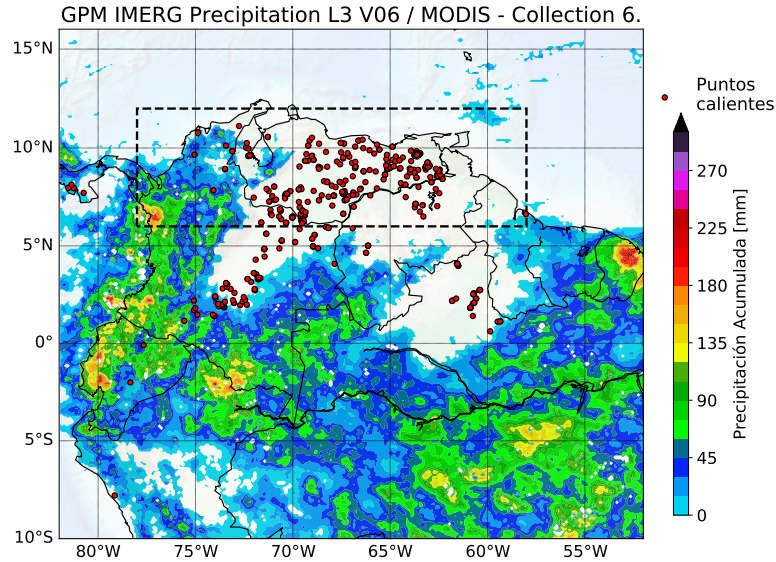 GPM IMERG Precipitation L3 V06 / MODIS - Collection 6.
15°N
10°N
5°N
0°
5°S
10°S
80°W
75°W
70°W
65°W
60°W
55°W
Puntos
calientes
270
225
180
135
90
45
0
Precipitación Acumulada [mm]